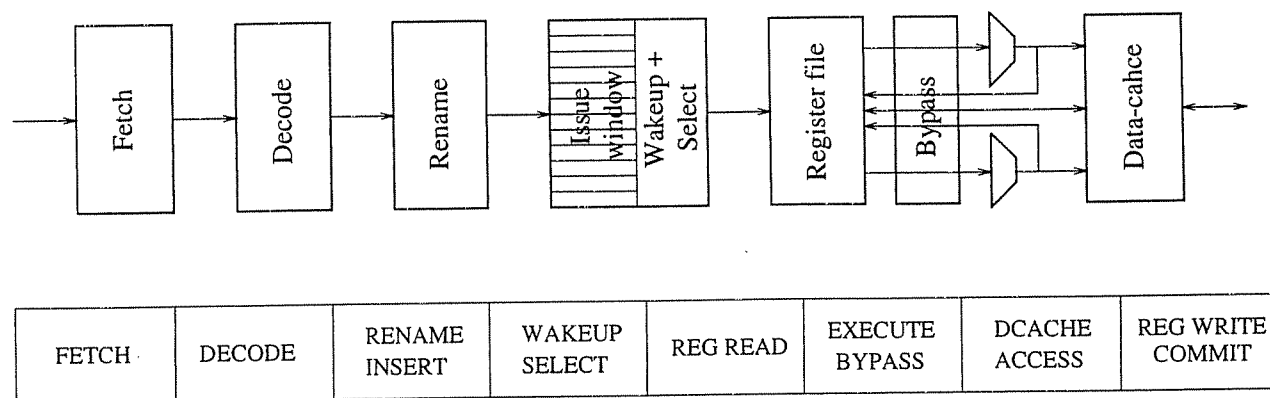 Fetch
Decode
Rename
Issue
window
Wakeup +
Select
Register file
Bypass
Data-cahce
FETCH
DECODE
RENAME
INSERT
WAKEUP
SELECT
REG READ
EXECUTE
BYPASS
DCACHE
ACCESS
REG WRITE
COMMIT